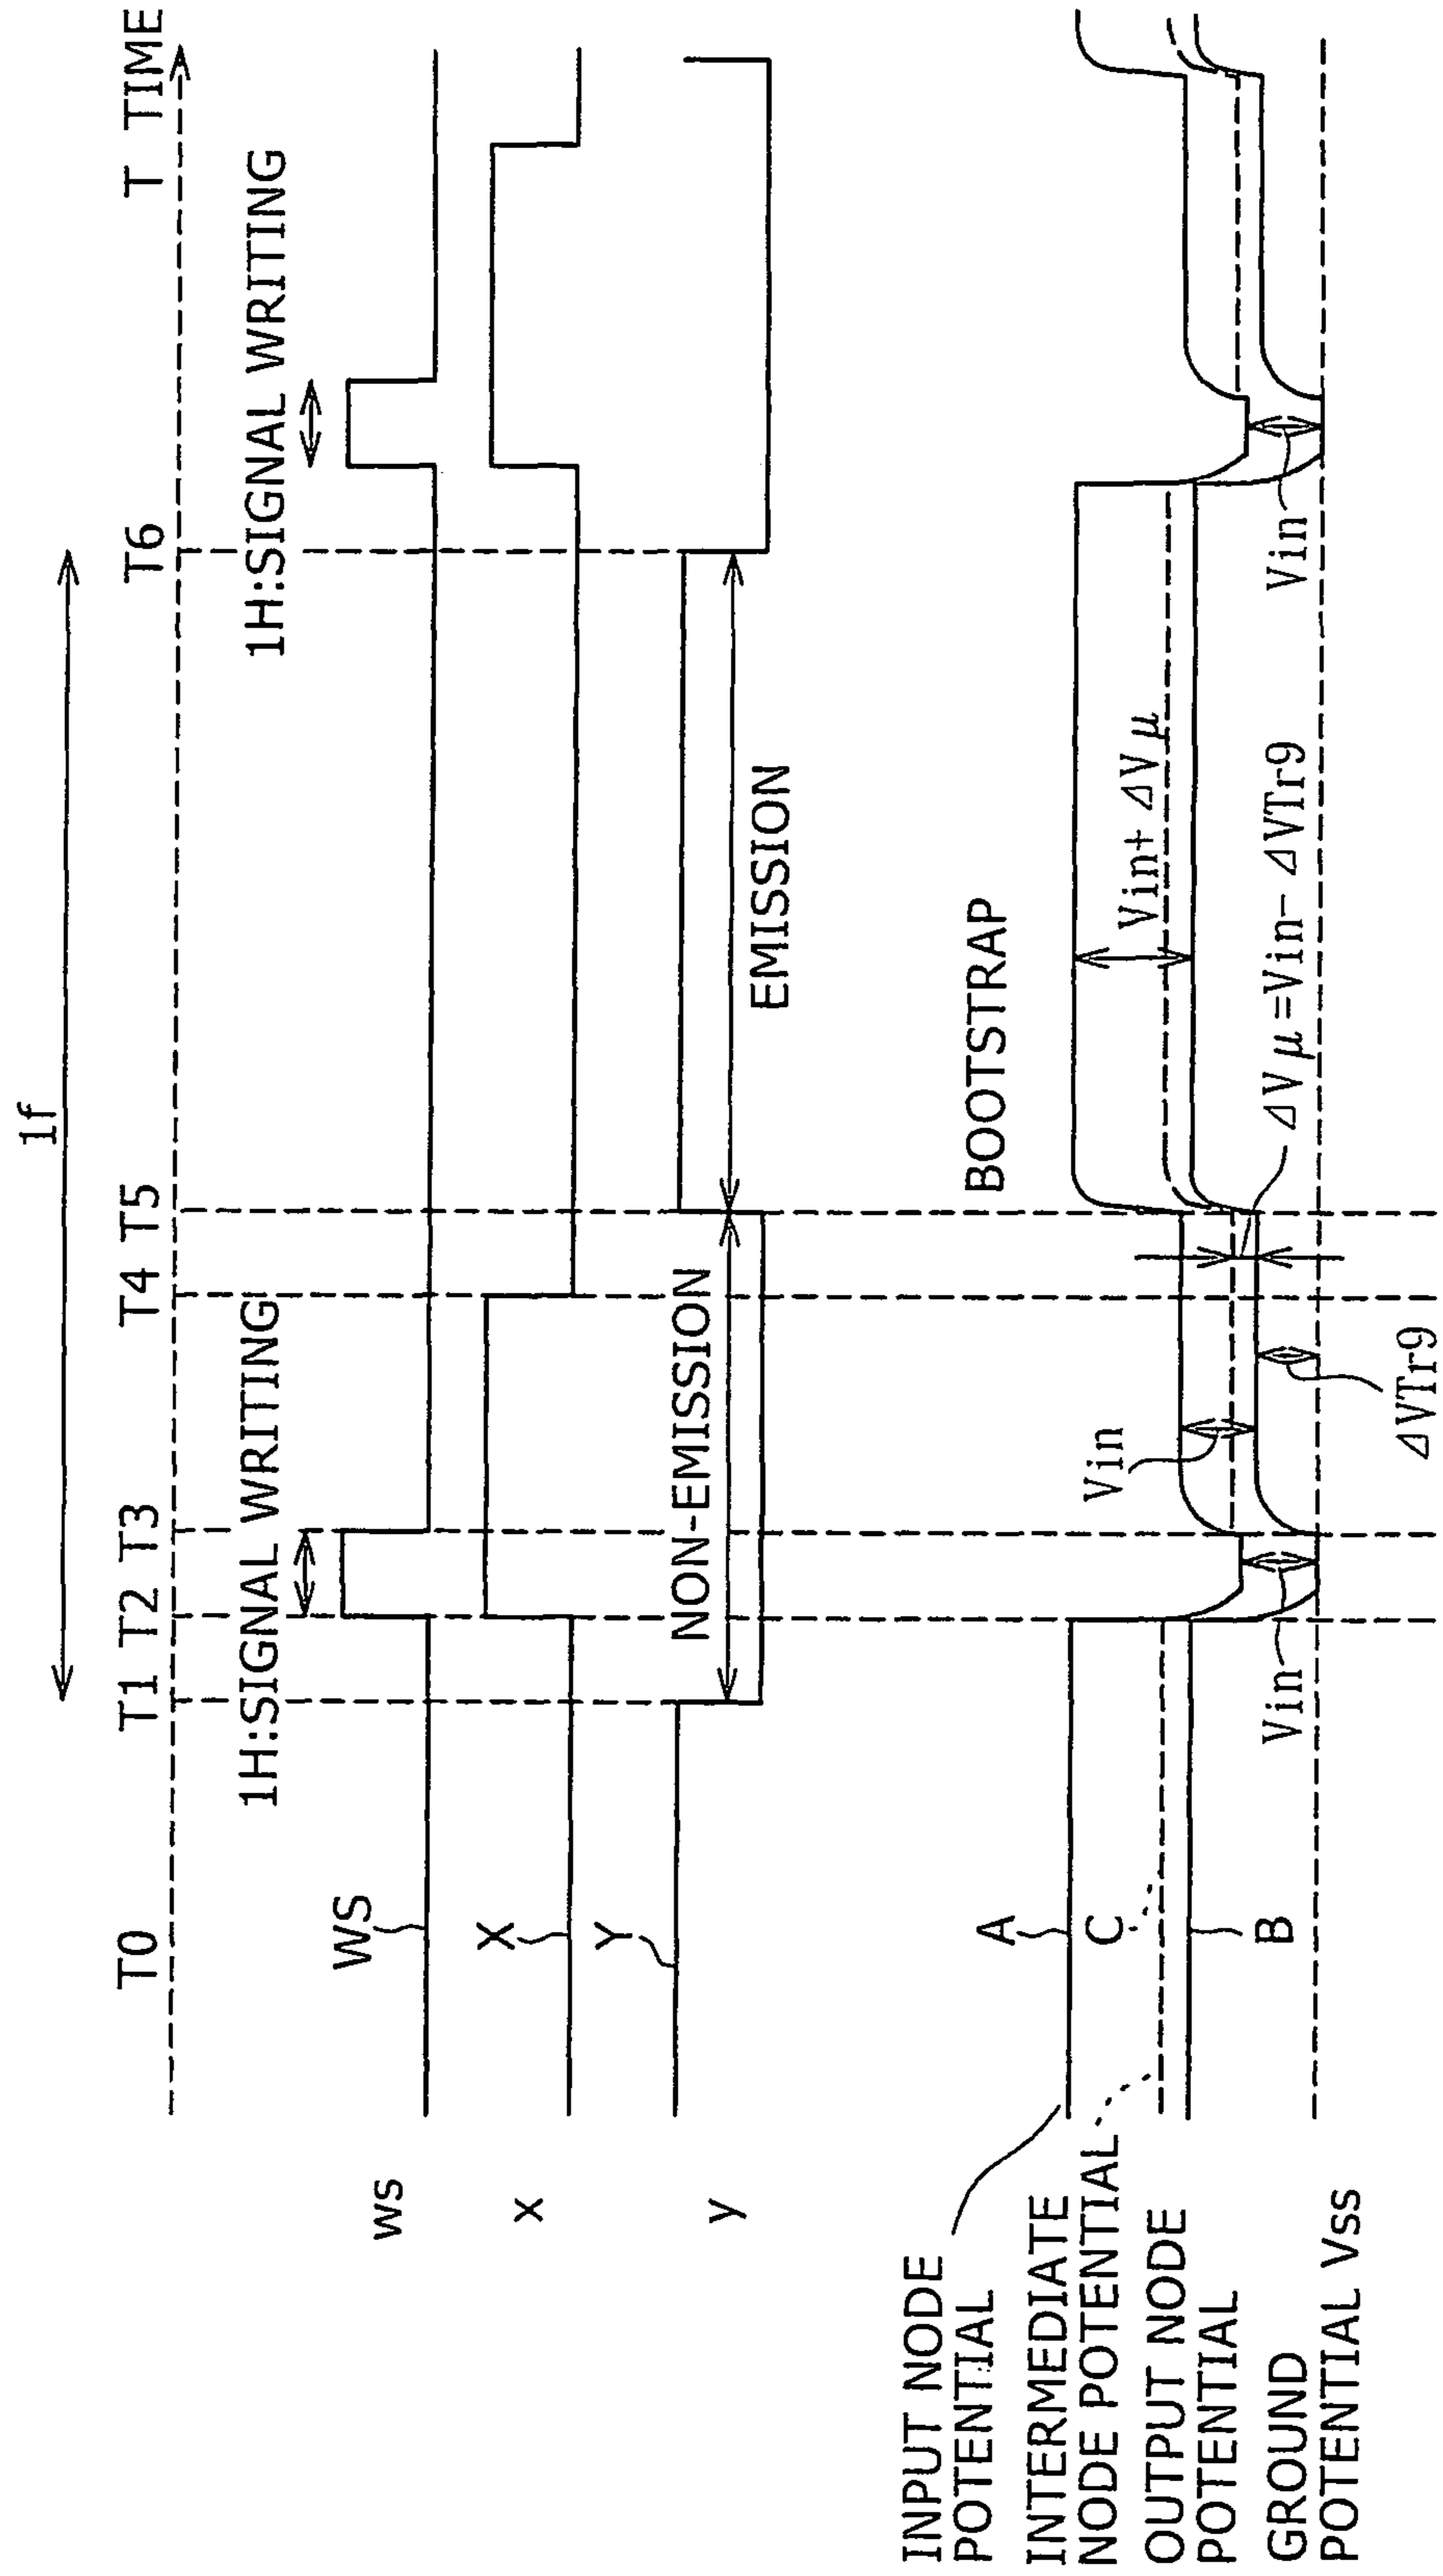 1f
T0 T1 T2 T3 T4 T5 T6 T TIME
1H:SIGNAL WRITING 1H:SIGNAL WRITING
ws WS
x X
y Y
NON-EMISSION EMISSION
BOOTSTRAP
INPUT NODE
POTENTIAL
A
INTERMEDIATE
NODE POTENTIAL
C
OUTPUT NODE
POTENTIAL
B
GROUND
POTENTIAL Vss
Vin
Vin
Vin+ ΔVμ
ΔVμ=Vin-ΔVTr9
ΔVTr9
Vin